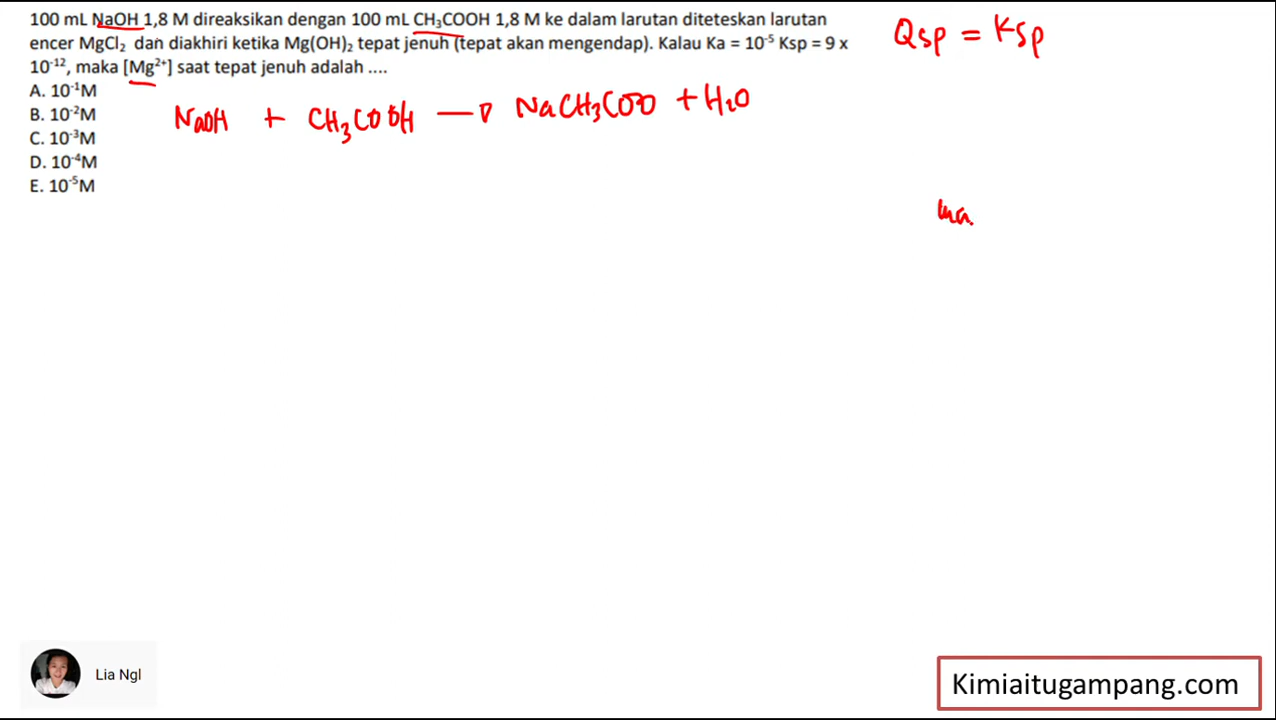 100 mL NaOH 1,8 M direaksikan dengan 100 mL CH₃COOH 1,8 M ke dalam larutan diteteskan larutan
encer MgCl₂ dan diakhiri ketika Mg(OH)₂ tepat jenuh (tepat akan mengendap). Kalau Ka = 10⁻⁵ Ksp = 9 x
10⁻¹², maka [Mg²⁺] saat tepat jenuh adalah ....
A. 10⁻¹M
B. 10⁻²M
C. 10⁻³M
D. 10⁻⁴M
E. 10⁻⁵M
Qsp = Ksp
NaOH + CH₃COOH → NaCH₃COO + H₂O
Lia Ngl
Kimiaitugampang.com